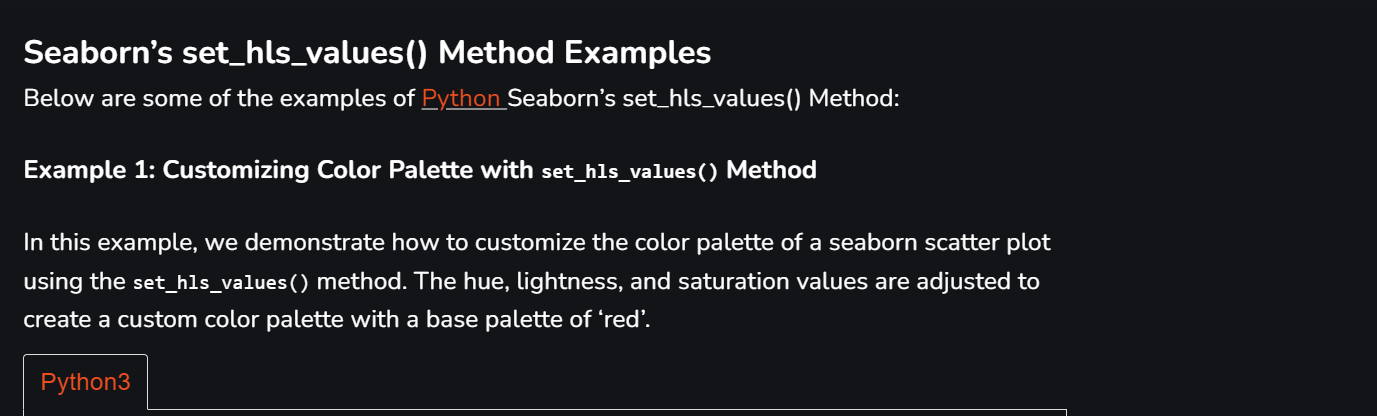 Seaborn’s set_hls_values() Method Examples
Below are some of the examples of Python Seaborn’s set_hls_values() Method:
Example 1: Customizing Color Palette with set_hls_values() Method
In this example, we demonstrate how to customize the color palette of a seaborn scatter plot
using the set_hls_values() method. The hue, lightness, and saturation values are adjusted to
create a custom color palette with a base palette of ‘red’.
Python3